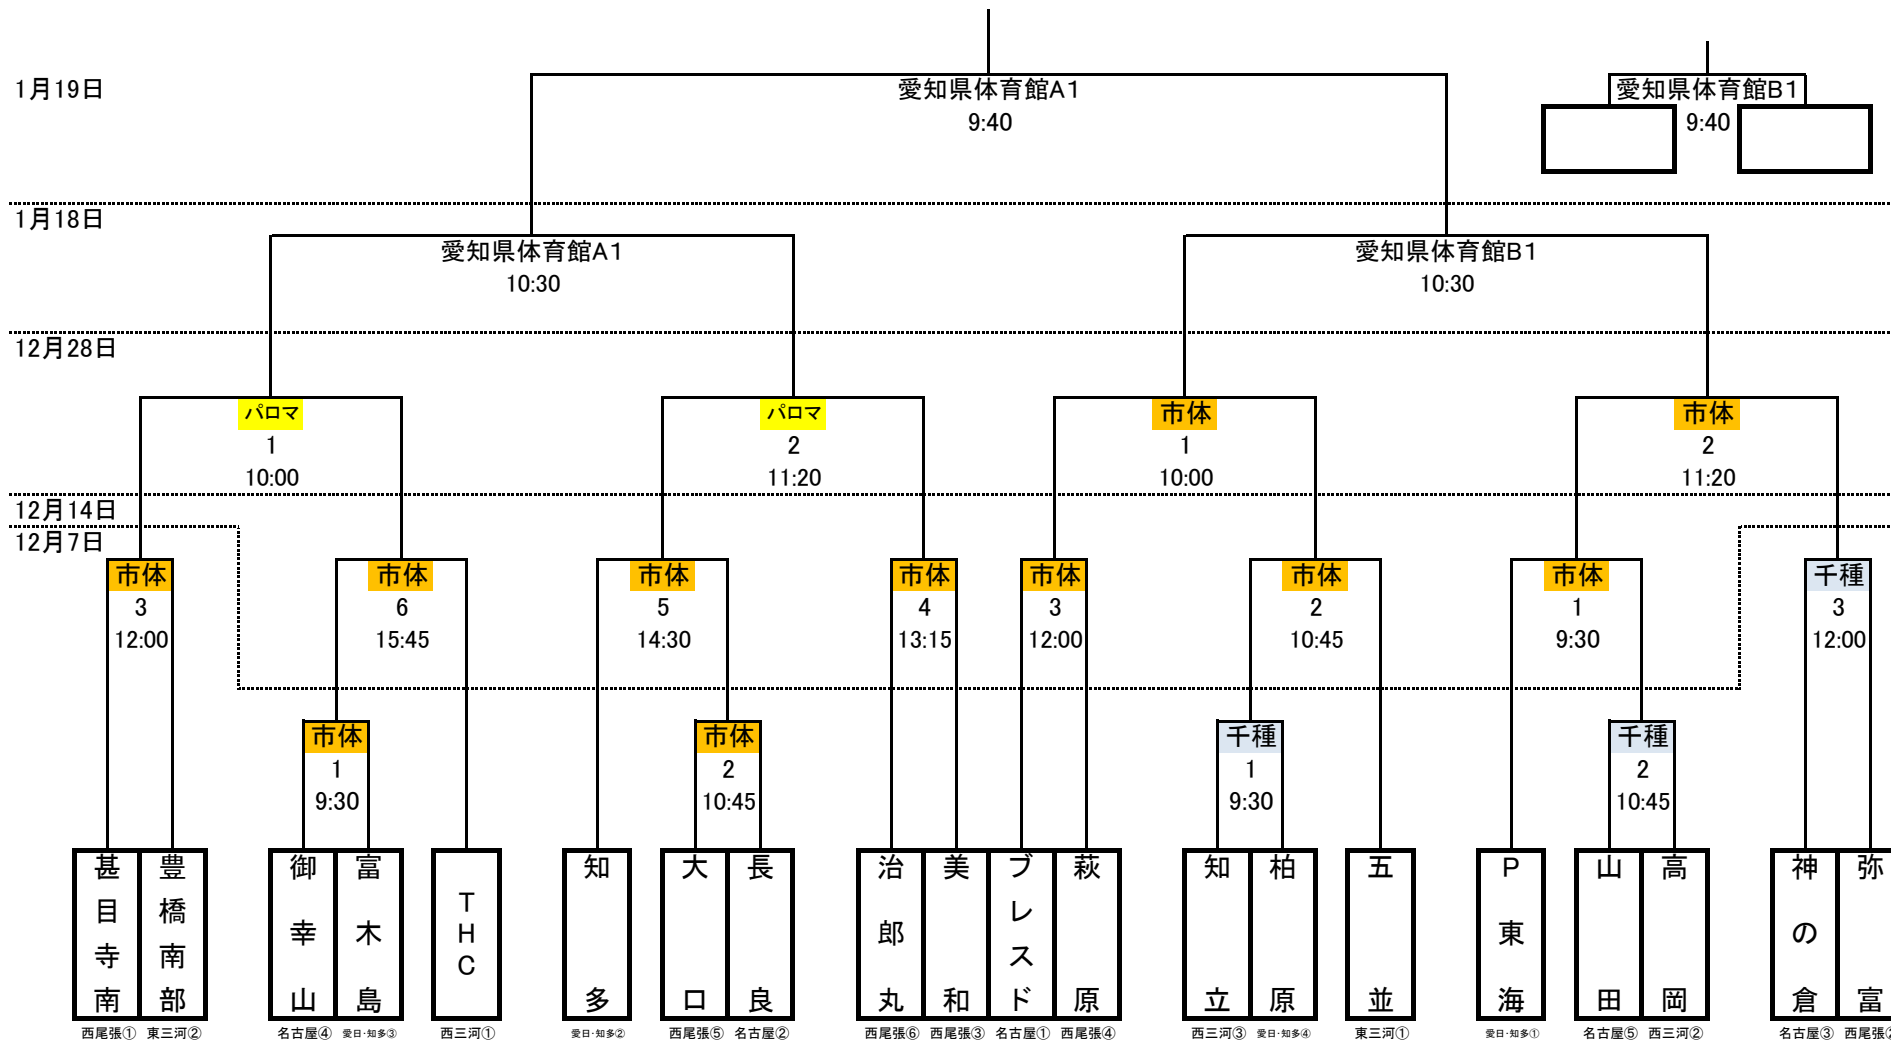 1月19日
愛知県体育館A1
9:40
愛知県体育館B1
9:40
1月18日
愛知県体育館A1
10:30
愛知県体育館B1
10:30
12月28日
パロマ
1
10:00
パロマ
2
11:20
市体
1
10:00
市体
2
11:20
12月14日
12月7日
市体
3
12:00
市体
6
15:45
市体
5
14:30
市体
4
13:15
市体
3
12:00
市体
2
10:45
市体
1
9:30
千種
3
12:00
市体
1
9:30
市体
2
10:45
千種
1
9:30
千種
2
10:45
甚目寺南
豊橋南部
御幸山
富木島
THC
知多
大口
長良
治郎丸
美和
ブレスド
萩原
知立
柏原
五並
P東海
山田
高岡
神の倉
弥富
西尾張①
東三河②
名古屋④
愛日・知多③
西三河①
愛日・知多②
西尾張⑤
名古屋②
西尾張⑥
西尾張③
名古屋①
西尾張④
西三河③
愛日・知多④
東三河①
愛日・知多①
名古屋⑤
西三河②
名古屋③
西尾張②